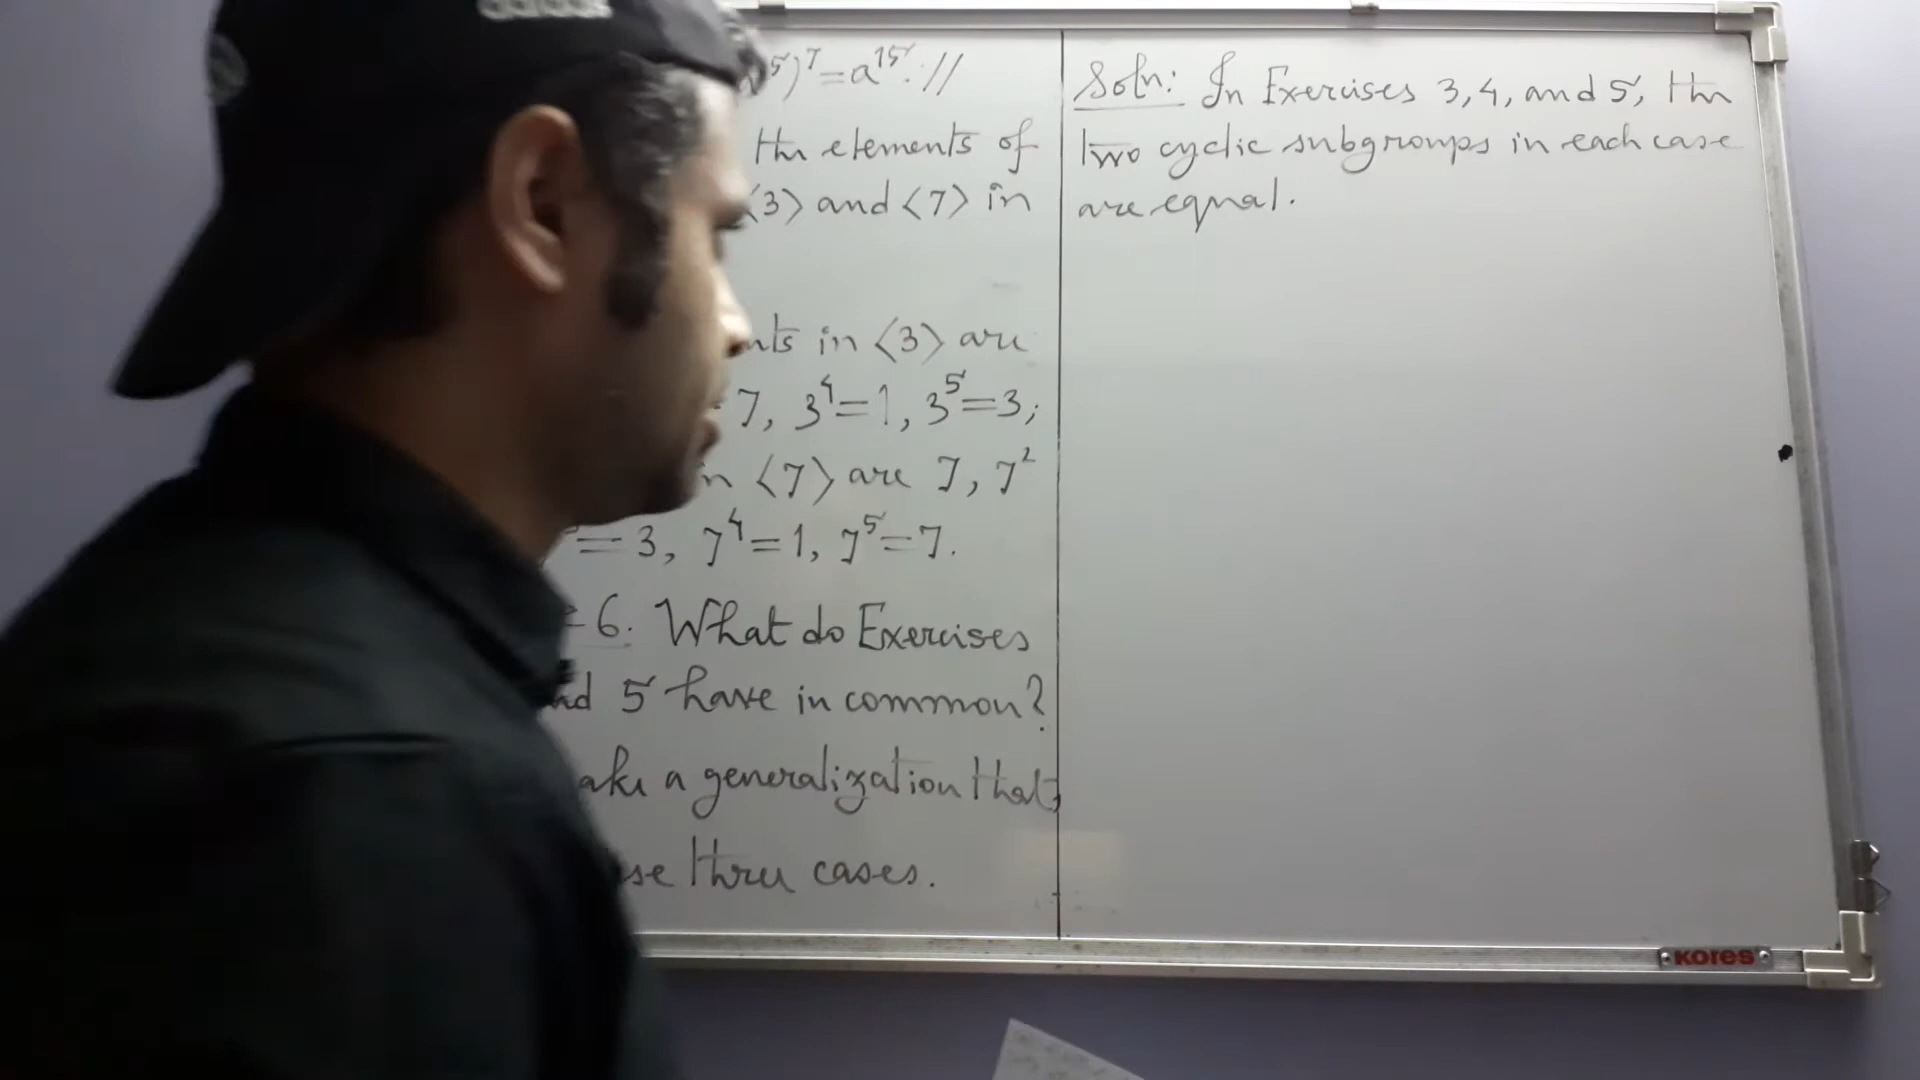 adidas
5)⁷=a¹⁵.//
the elements of
⟨3⟩ and ⟨7⟩ in
in ⟨3⟩ are
7, 3⁴=1, 3⁵=3;
⟨7⟩ are 7, 7²
=3, 7⁴=1, 7⁵=7.
6. What do Exercises
5 have in common?
a generalization that
three cases.
Soln: In Exercises 3,4, and 5, the
two cyclic subgroups in each case
are equal.
KORES